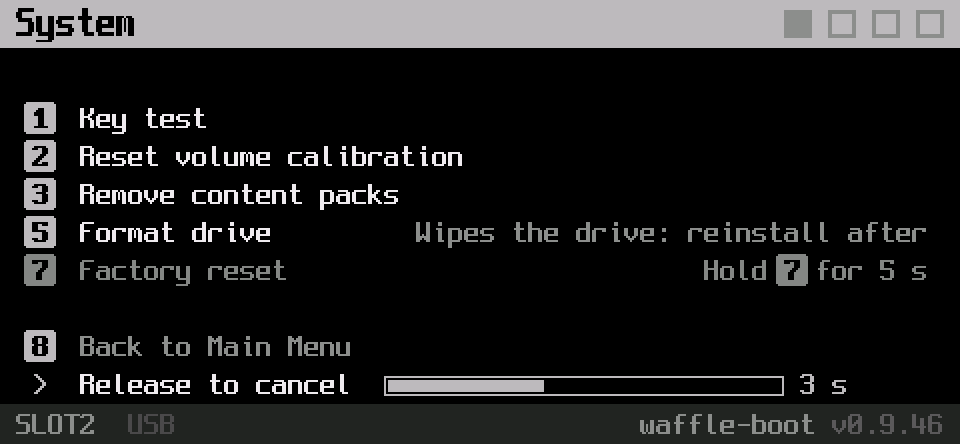 System
1 Key test
2 Reset volume calibration
3 Remove content packs
5 Format drive Wipes the drive: reinstall after
7 Factory reset Hold 7 for 5 s
8 Back to Main Menu
> Release to cancel 3 s
SLOT2 USB waffle-boot v0.9.46